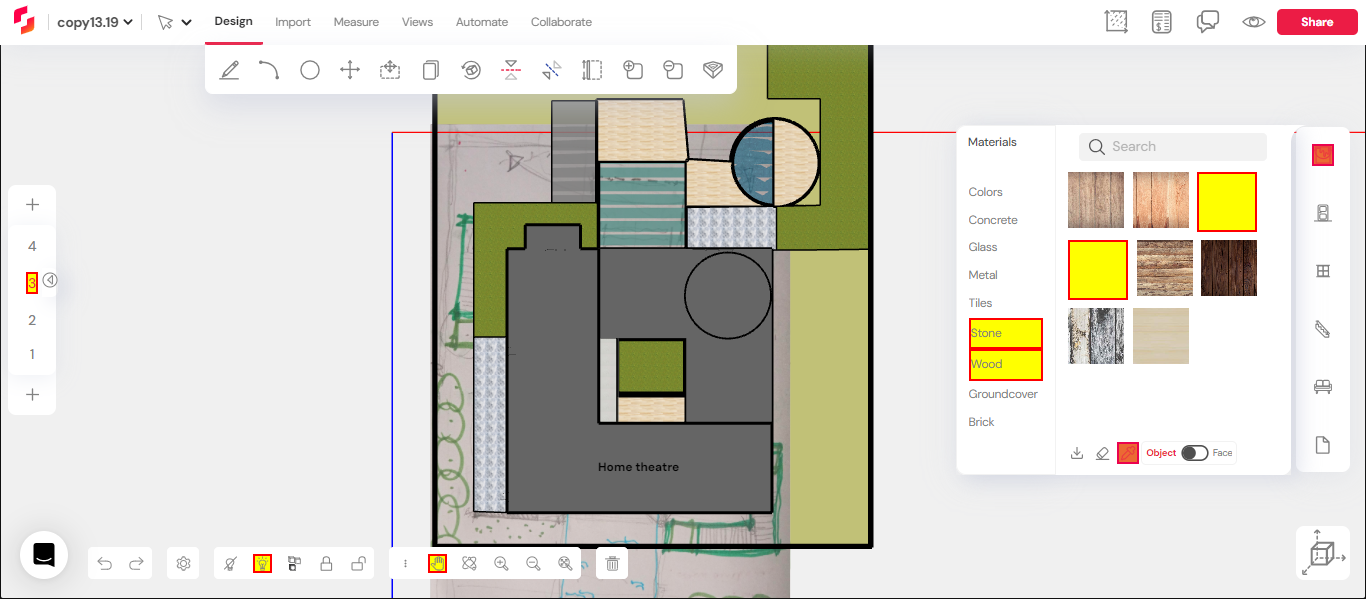 copy13.19
Design
Import
Measure
Views
Automate
Collaborate
Share
4
3
2
1
Home theatre
Materials
Search
Colors
Concrete
Glass
Metal
Tiles
Stone
Wood
Groundcover
Brick
Object
Face